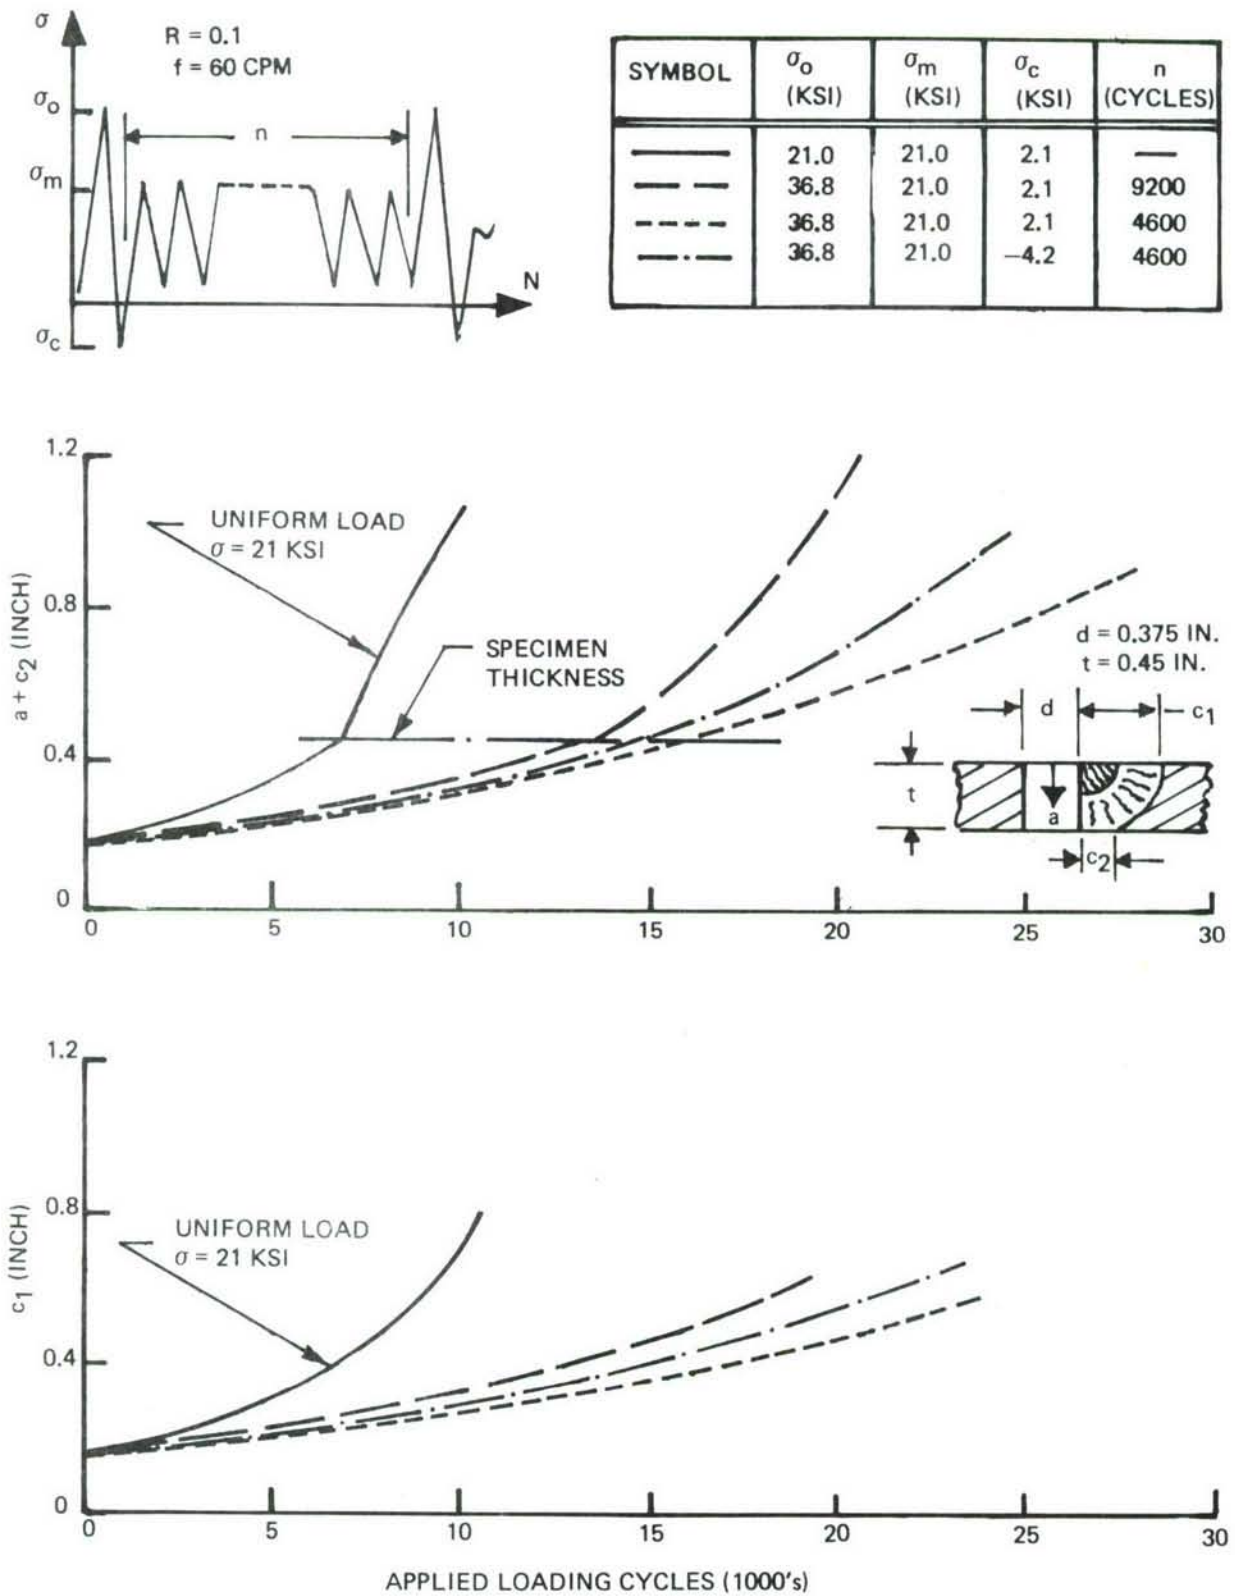 σ
R = 0.1
f = 60 CPM
σo
n
σm
N
σc
SYMBOL σo (KSI) σm (KSI) σc (KSI) n (CYCLES)
21.0 21.0 2.1 —
36.8 21.0 2.1 9200
36.8 21.0 2.1 4600
36.8 21.0 −4.2 4600
1.2
UNIFORM LOAD
σ = 21 KSI
a + c2 (INCH)
0.8
SPECIMEN
THICKNESS
d = 0.375 IN.
t = 0.45 IN.
d
c1
0.4
t
a
c2
0
0 5 10 15 20 25 30
1.2
0.8
UNIFORM LOAD
σ = 21 KSI
c1 (INCH)
0.4
0
0 5 10 15 20 25 30
APPLIED LOADING CYCLES (1000's)